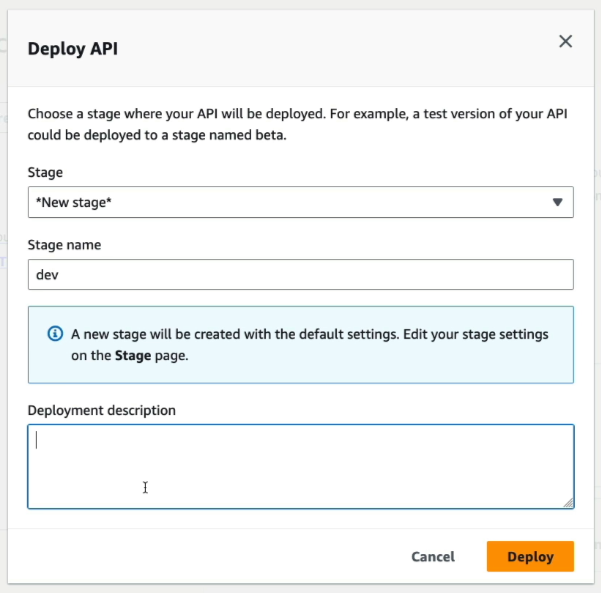 Deploy API
Choose a stage where your API will be deployed. For example, a test version of your API
could be deployed to a stage named beta.
Stage
*New stage*
Stage name
dev
A new stage will be created with the default settings. Edit your stage settings
on the Stage page.
Deployment description
Cancel
Deploy